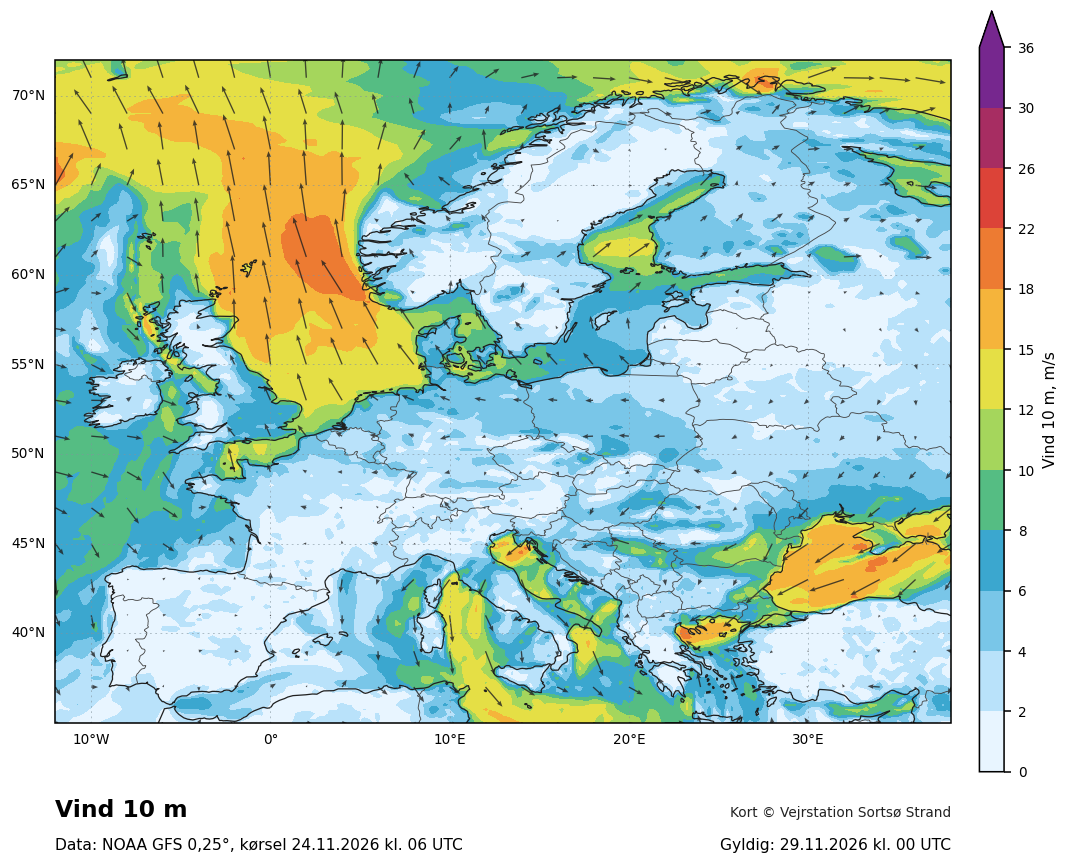 36
30
26
22
18
15
12
10
8
6
4
2
0
Vind 10 m, m/s
70°N
65°N
60°N
55°N
50°N
45°N
40°N
10°W
0°
10°E
20°E
30°E
Vind 10 m
Kort © Vejrstation Sortsø Strand
Data: NOAA GFS 0,25°, kørsel 24.11.2026 kl. 06 UTC
Gyldig: 29.11.2026 kl. 00 UTC